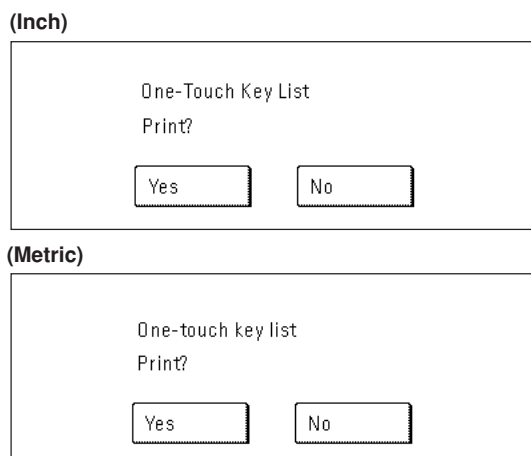 (Inch)
One-Touch Key List
Print?
Yes No
(Metric)
One-touch key list
Print?
Yes No